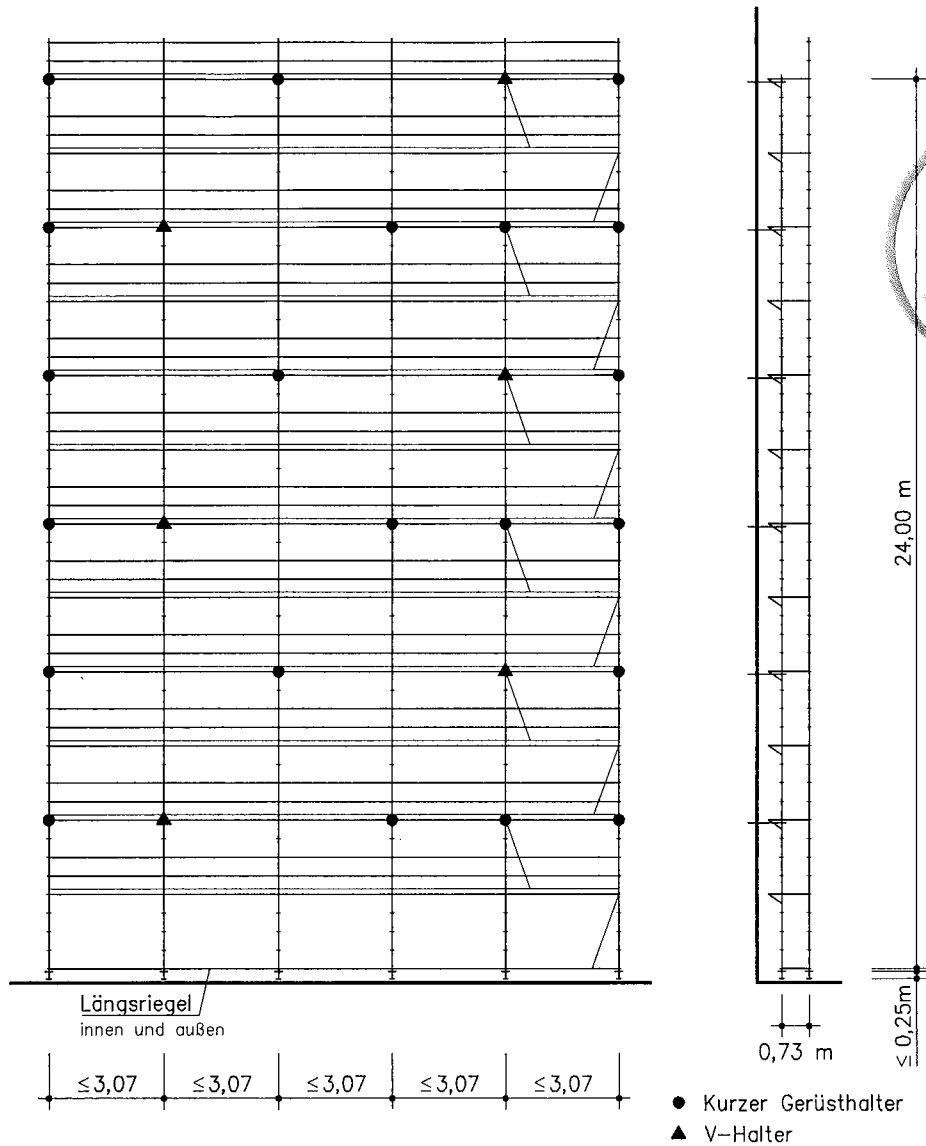 24,00 m
Längsriegel
innen und außen
≤ 0,25m
0,73 m
≤3,07 ≤3,07 ≤3,07 ≤3,07 ≤3,07
● Kurzer Gerüsthalter
▲ V-Halter